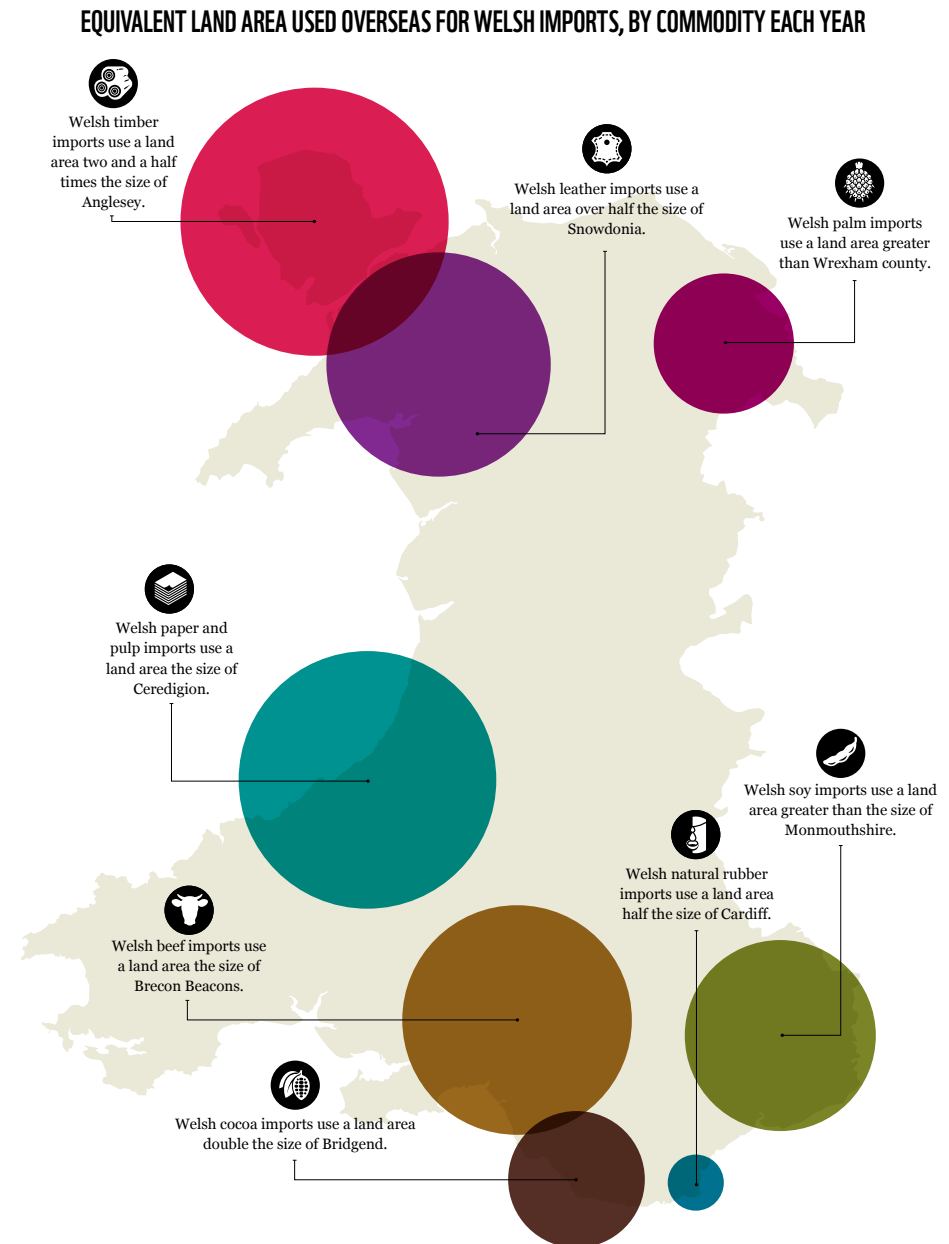 EQUIVALENT LAND AREA USED OVERSEAS FOR WELSH IMPORTS, BY COMMODITY EACH YEAR
Welsh timber
imports use a land
area two and a half
times the size of
Anglesey.
Welsh leather imports use a
land area over half the size of
Snowdonia.
Welsh palm imports
use a land area greater
than Wrexham county.
Welsh paper and
pulp imports use a
land area the size of
Ceredigion.
Welsh soy imports use a land
area greater than the size of
Monmouthshire.
Welsh natural rubber
imports use a land area
half the size of Cardiff.
Welsh beef imports use
a land area the size of
Brecon Beacons.
Welsh cocoa imports use a land area
double the size of Bridgend.